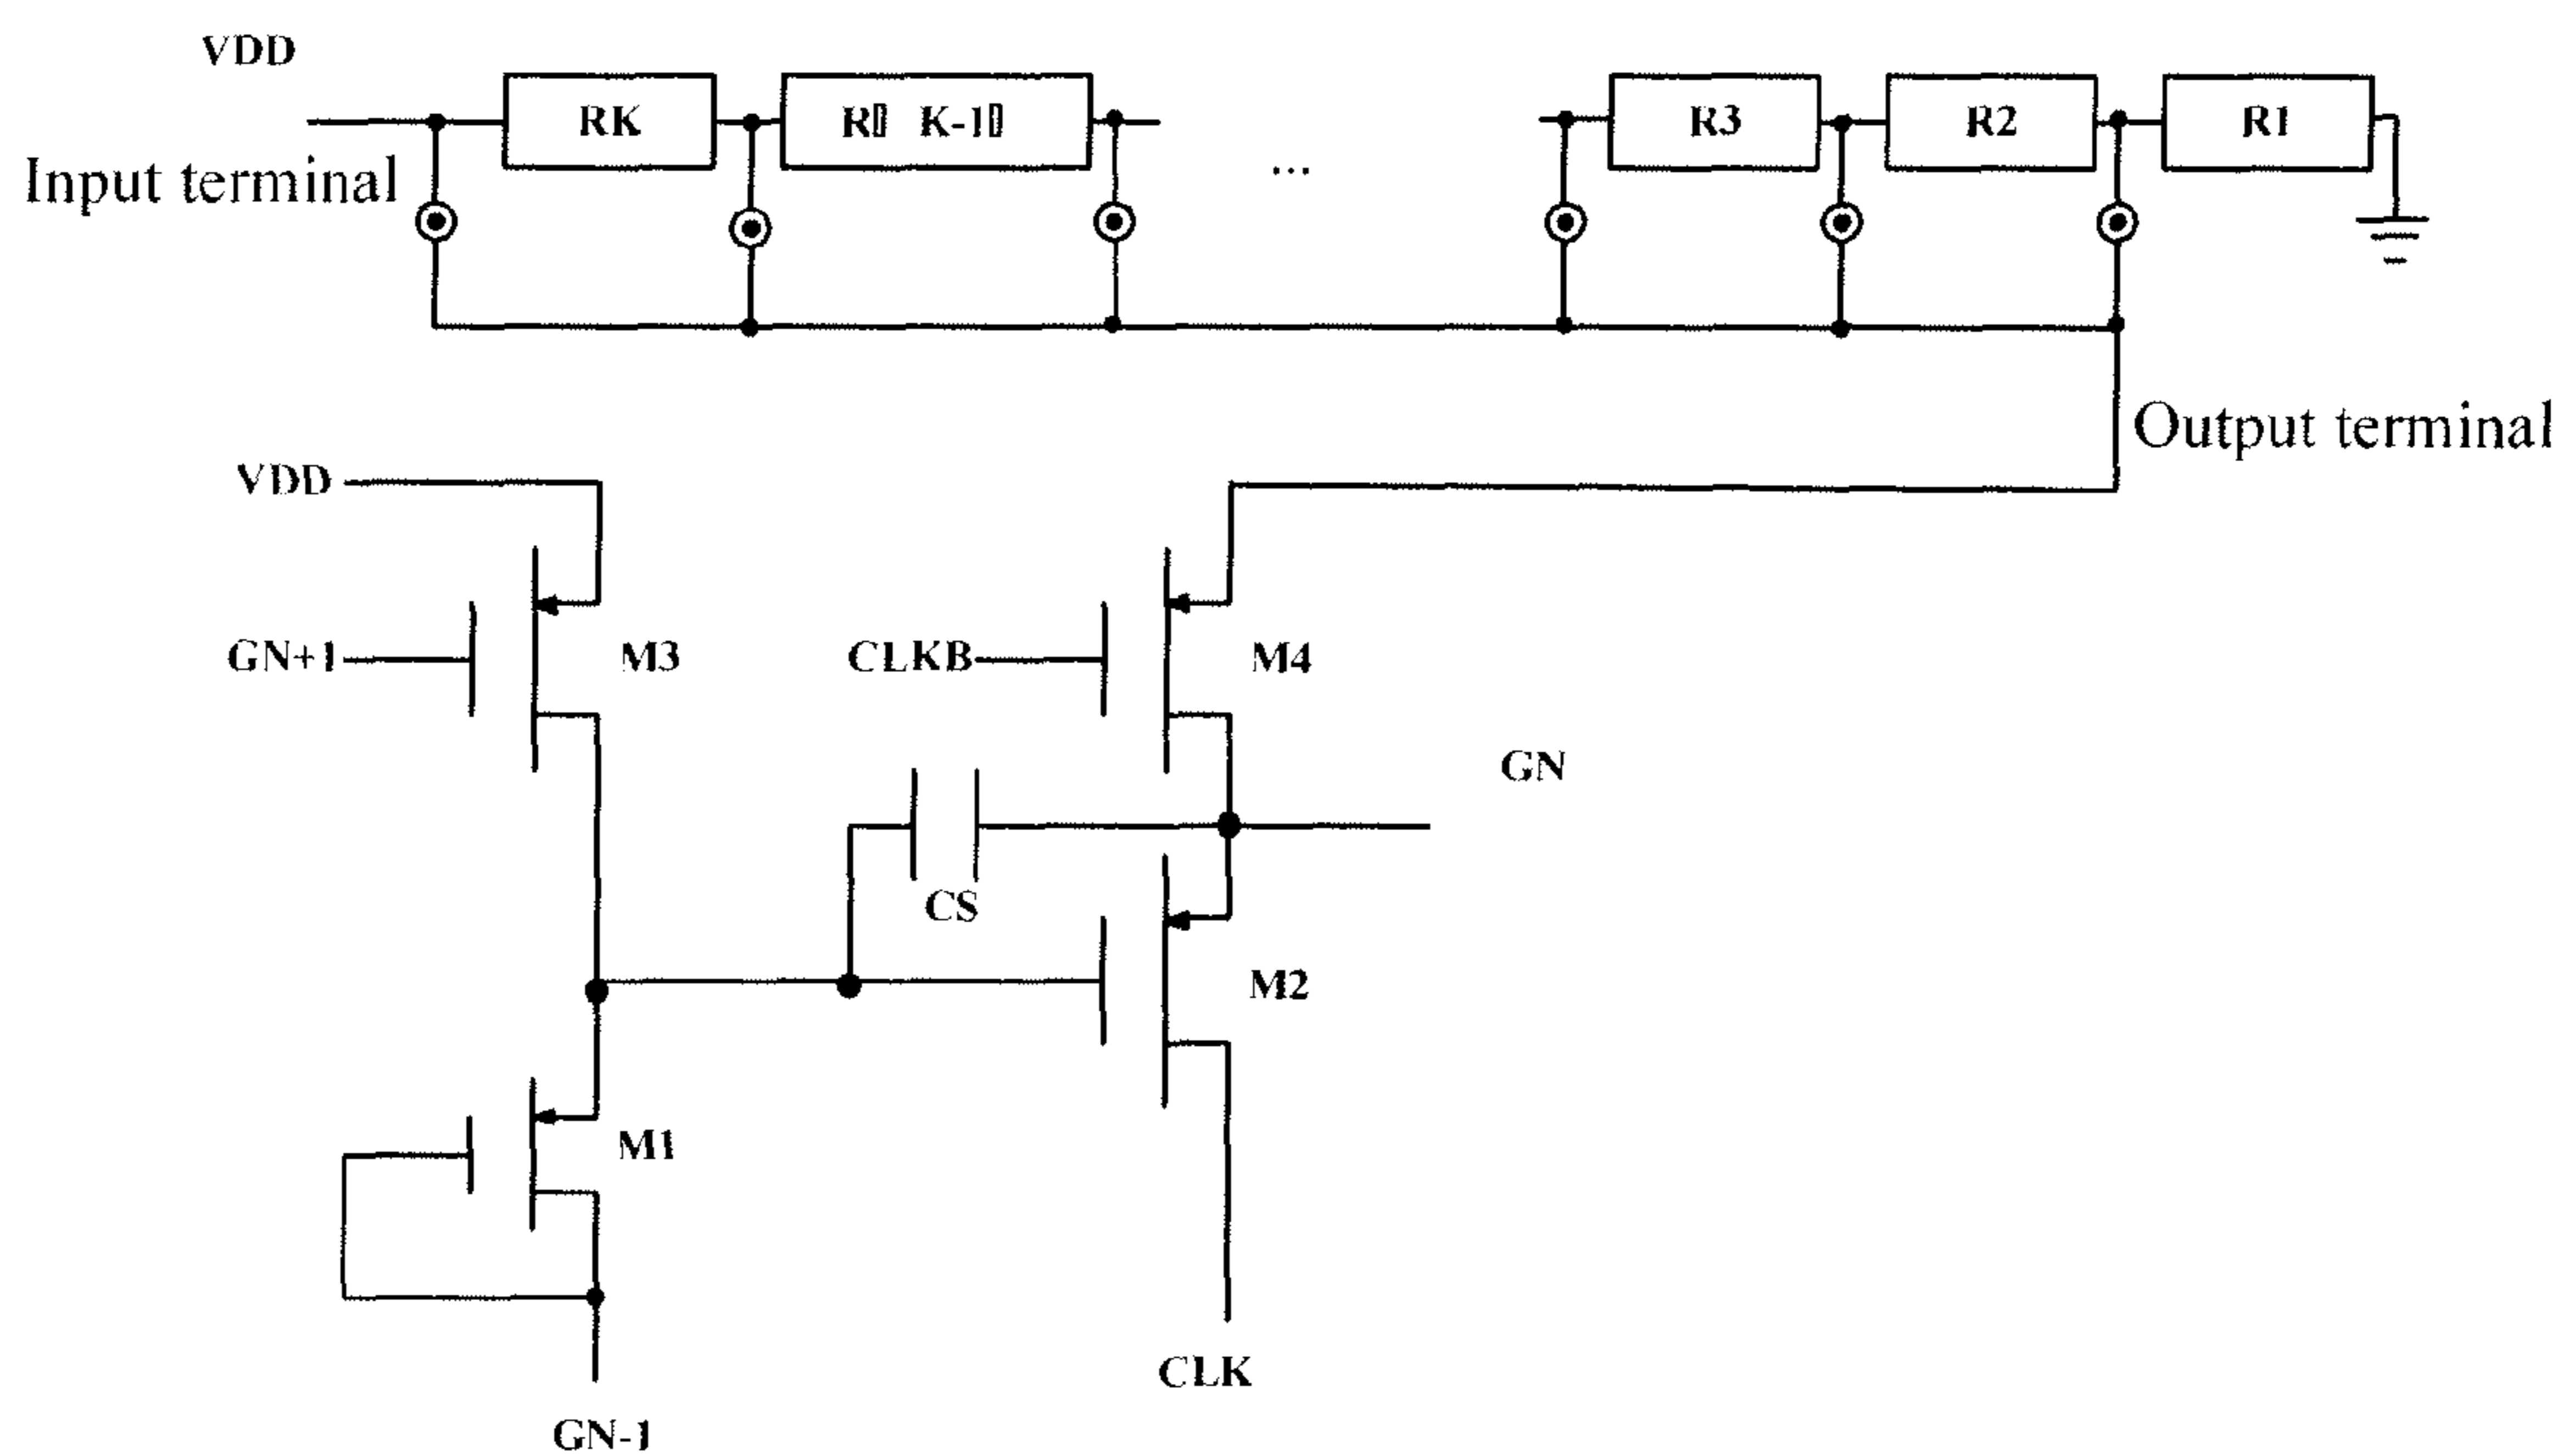 VDD
RK
R▯ K-1▯
...
R3
R2
R1
Input terminal
Output terminal
VDD
GN+1
M3
CLKB
M4
GN
CS
M2
M1
CLK
GN-1